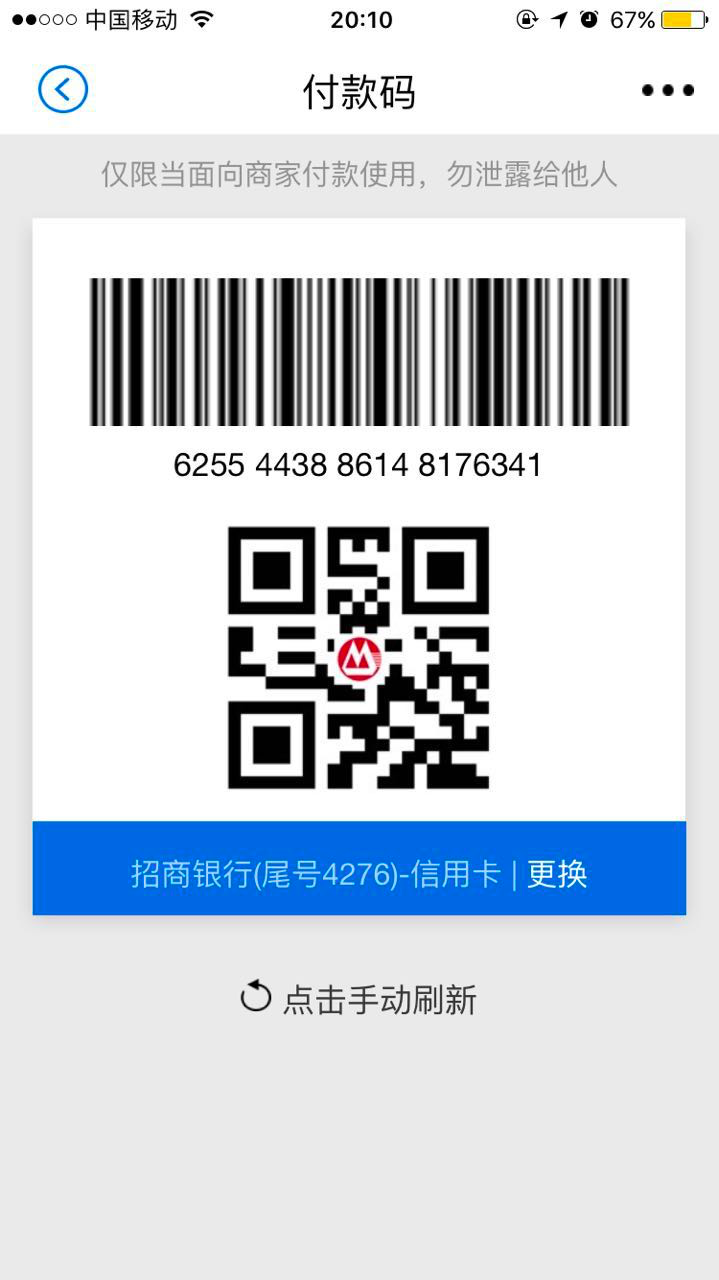 中国移动 20:10 67%
付款码
仅限当面向商家付款使用，勿泄露给他人
6255 4438 8614 8176341
招商银行(尾号4276)-信用卡 | 更换
点击手动刷新